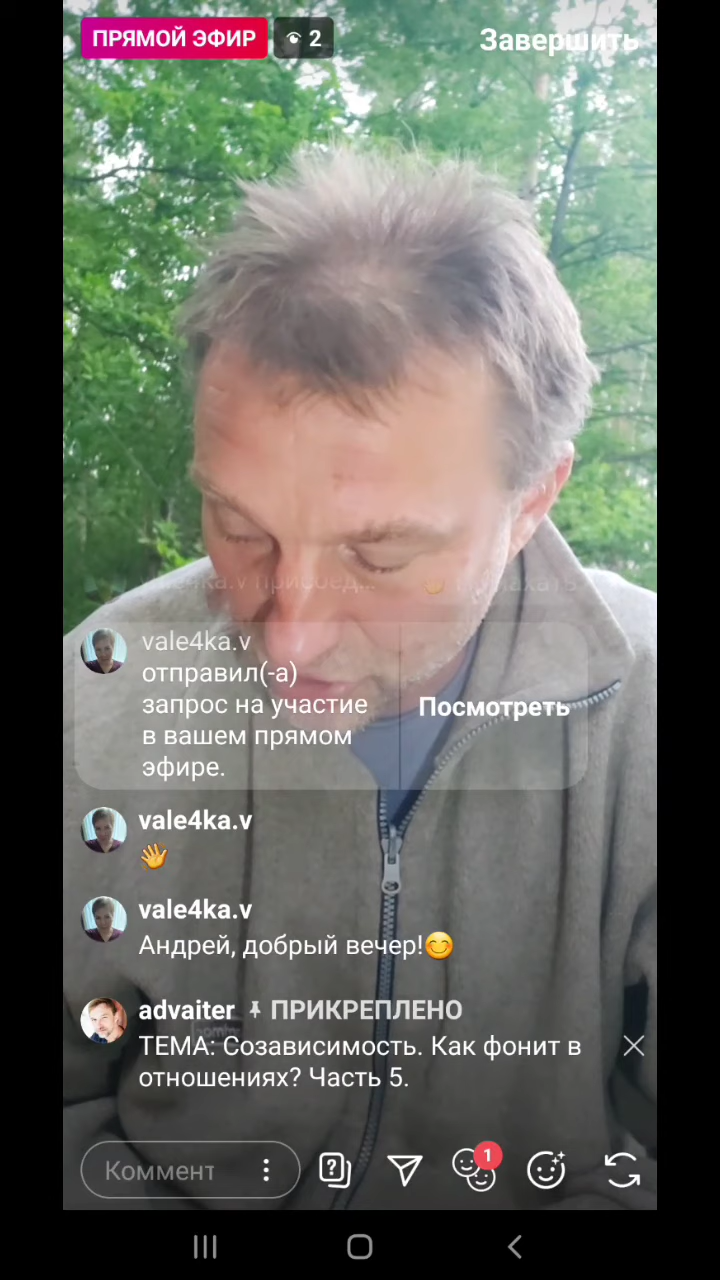 ПРЯМОЙ ЭФИР
2
Завершить
vale4ka.v
отправил(-а)
запрос на участие
в вашем прямом
эфире.
Посмотреть
vale4ka.v
👋
vale4ka.v
Андрей, добрый вечер!😊
advaiter ПРИКРЕПЛЕНО
ТЕМА: Созависимость. Как фонит в
отношениях? Часть 5.
Коммент
1